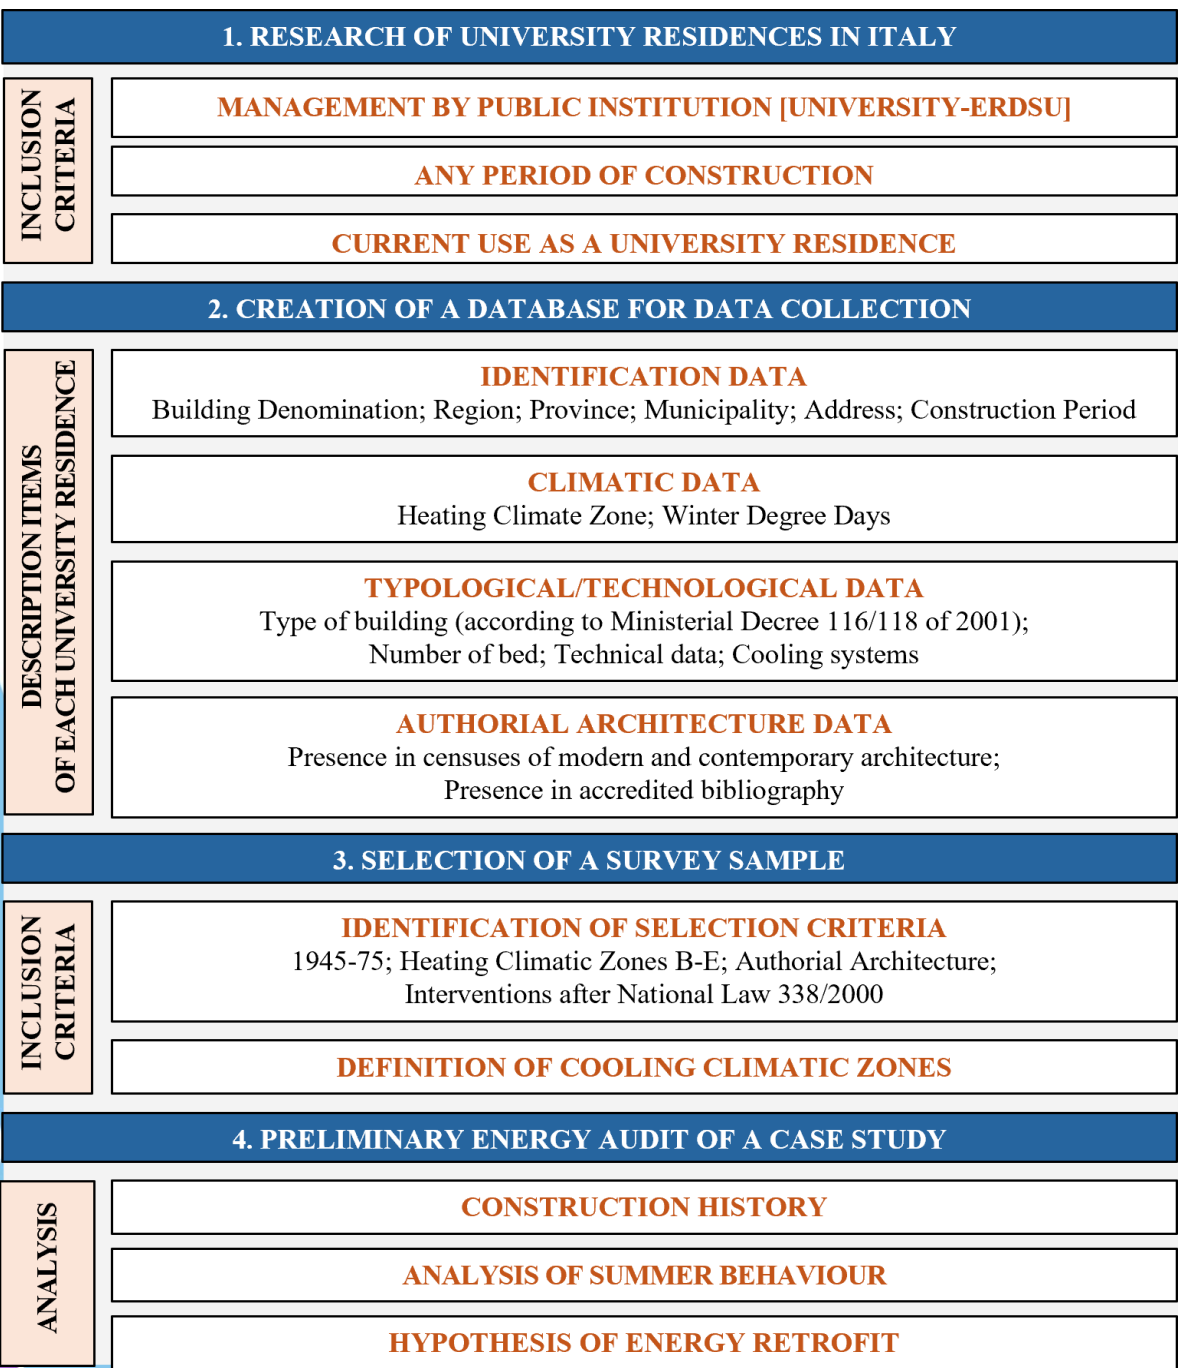 1. RESEARCH OF UNIVERSITY RESIDENCES IN ITALY
INCLUSION
CRITERIA
MANAGEMENT BY PUBLIC INSTITUTION [UNIVERSITY-ERDSU]
ANY PERIOD OF CONSTRUCTION
CURRENT USE AS A UNIVERSITY RESIDENCE
2. CREATION OF A DATABASE FOR DATA COLLECTION
DESCRIPTION ITEMS
OF EACH UNIVERSITY RESIDENCE
IDENTIFICATION DATA
Building Denomination; Region; Province; Municipality; Address; Construction Period
CLIMATIC DATA
Heating Climate Zone; Winter Degree Days
TYPOLOGICAL/TECHNOLOGICAL DATA
Type of building (according to Ministerial Decree 116/118 of 2001);
Number of bed; Technical data; Cooling systems
AUTHORIAL ARCHITECTURE DATA
Presence in censuses of modern and contemporary architecture;
Presence in accredited bibliography
3. SELECTION OF A SURVEY SAMPLE
INCLUSION
CRITERIA
IDENTIFICATION OF SELECTION CRITERIA
1945-75; Heating Climatic Zones B-E; Authorial Architecture;
Interventions after National Law 338/2000
DEFINITION OF COOLING CLIMATIC ZONES
4. PRELIMINARY ENERGY AUDIT OF A CASE STUDY
ANALYSIS
CONSTRUCTION HISTORY
ANALYSIS OF SUMMER BEHAVIOUR
HYPOTHESIS OF ENERGY RETROFIT